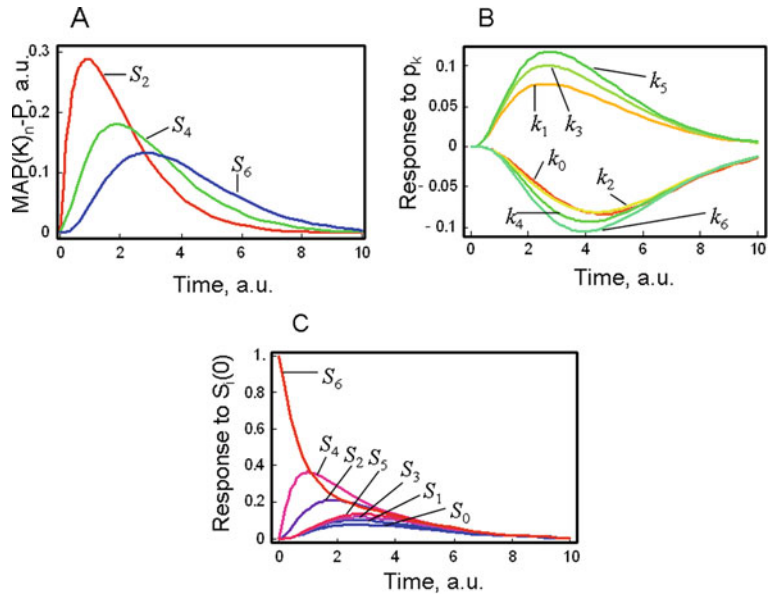 A
MAP(K)n-P, a.u.
0.3
0.2
0.1
0
S2
S4
S6
0 2 4 6 8 10
Time, a.u.
B
Response to pk
0.1
0.05
0
- 0.05
- 0.1
k5
k1 k3
k0
k2
k4
k6
0 2 4 6 8 10
Time, a.u.
C
Response to Si(0)
1.
0.8
0.6
0.4
0.2
0
S6
S4 S2 S5
S3
S1
S0
0 2 4 6 8 10
Time, a.u.